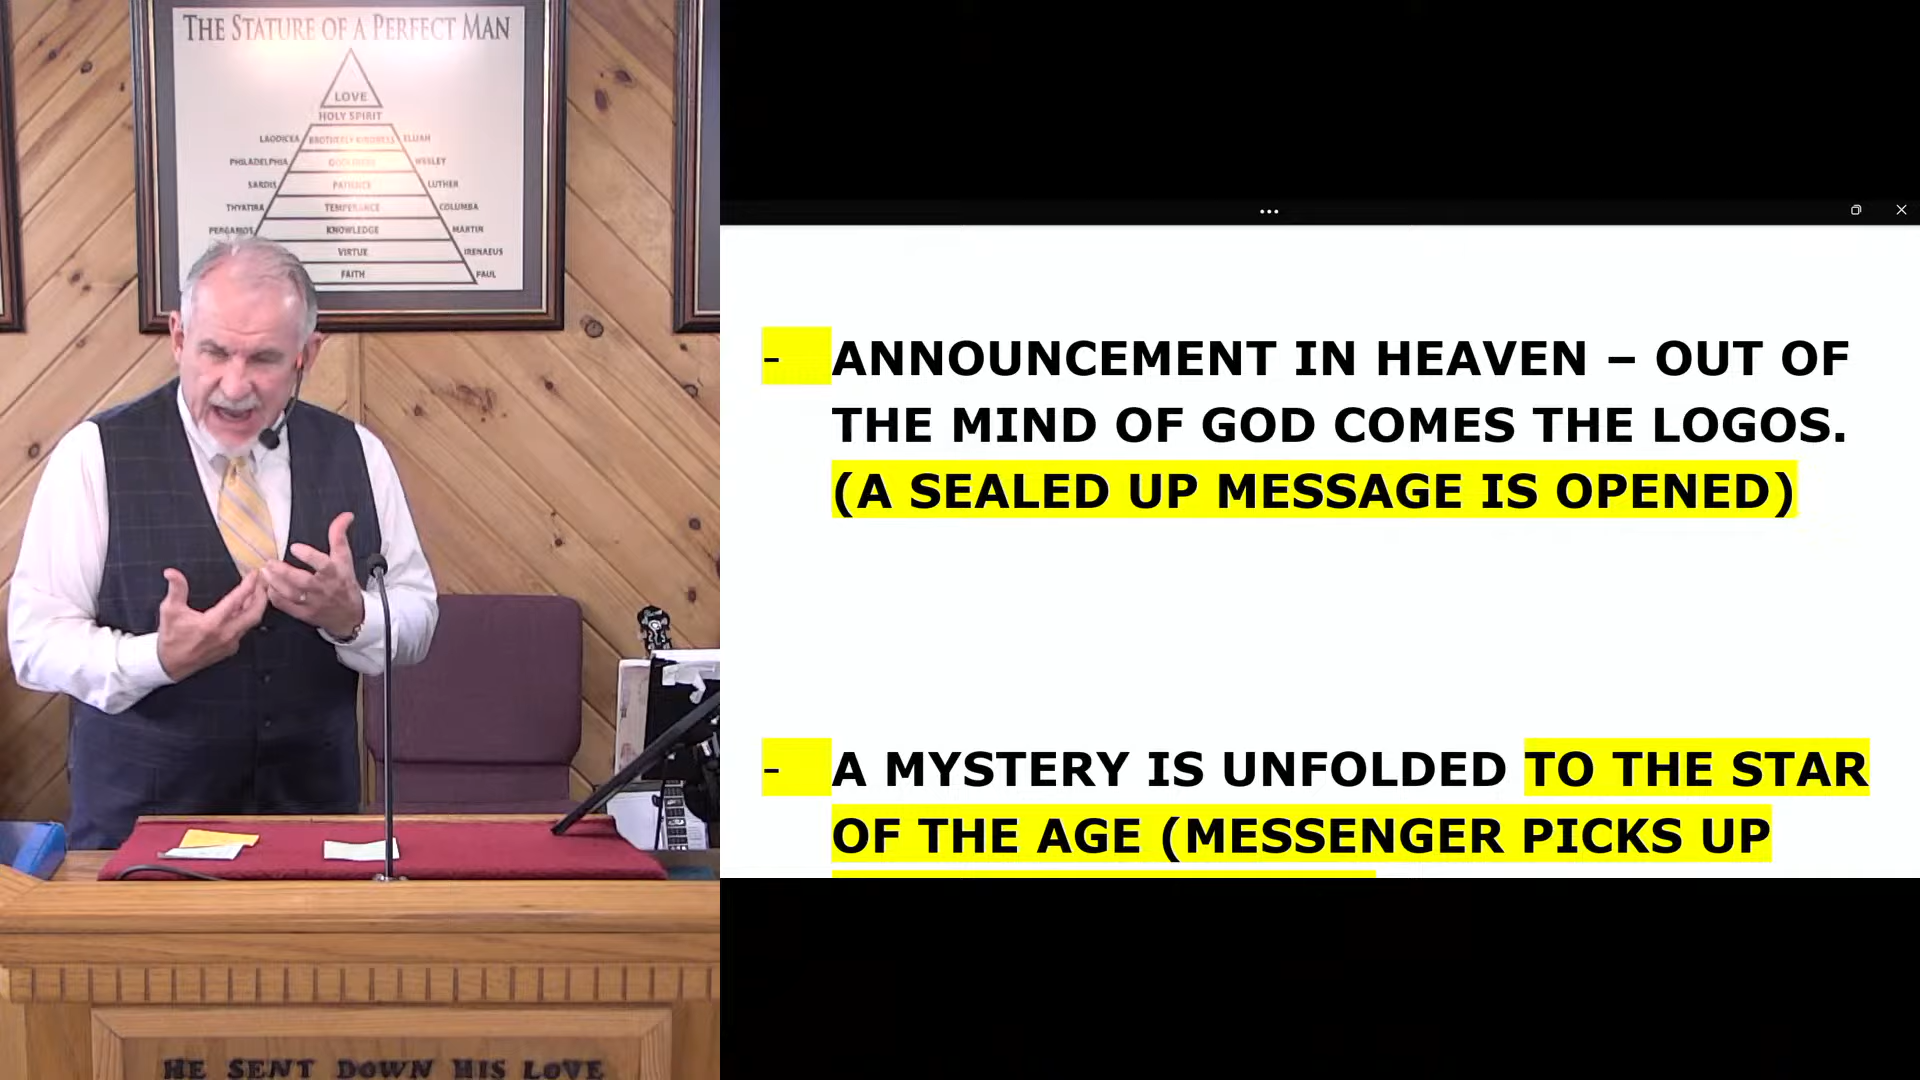 THE STATURE OF A PERFECT MAN
LOVE
HOLY SPIRIT
LAODICEA BROTHERLY KINDNESS ELIJAH
PHILADELPHIA GODLINESS WESLEY
SARDIS PATIENCE LUTHER
THYATIRA TEMPERANCE COLUMBA
PERGAMOS KNOWLEDGE MARTIN
VIRTUE IRENAEUS
FAITH PAUL
HE SENT DOWN HIS LOVE
- ANNOUNCEMENT IN HEAVEN – OUT OF
THE MIND OF GOD COMES THE LOGOS.
(A SEALED UP MESSAGE IS OPENED)
- A MYSTERY IS UNFOLDED TO THE STAR
OF THE AGE (MESSENGER PICKS UP